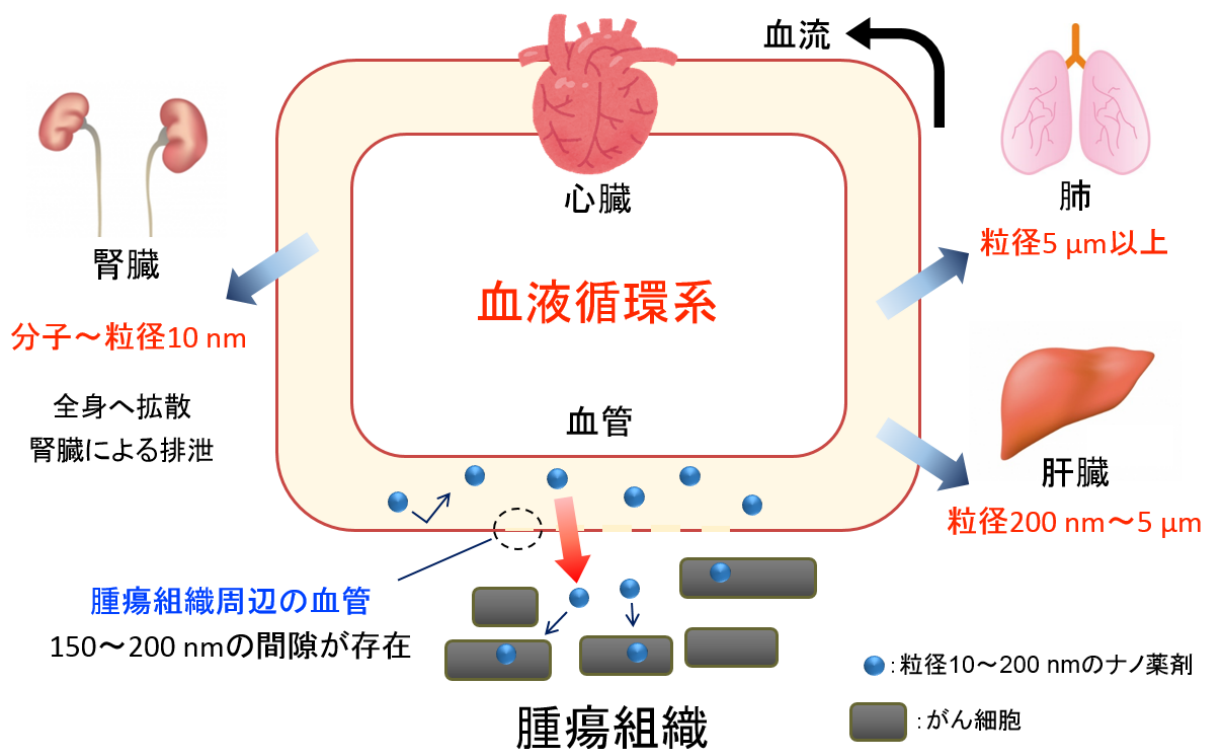 血流
心臓
肺
粒径5 μm以上
腎臓
分子～粒径10 nm
全身へ拡散
腎臓による排泄
血液循環系
血管
肝臓
粒径200 nm～5 μm
腫瘍組織周辺の血管
150～200 nmの間隙が存在
：粒径10～200 nmのナノ薬剤
：がん細胞
腫瘍組織